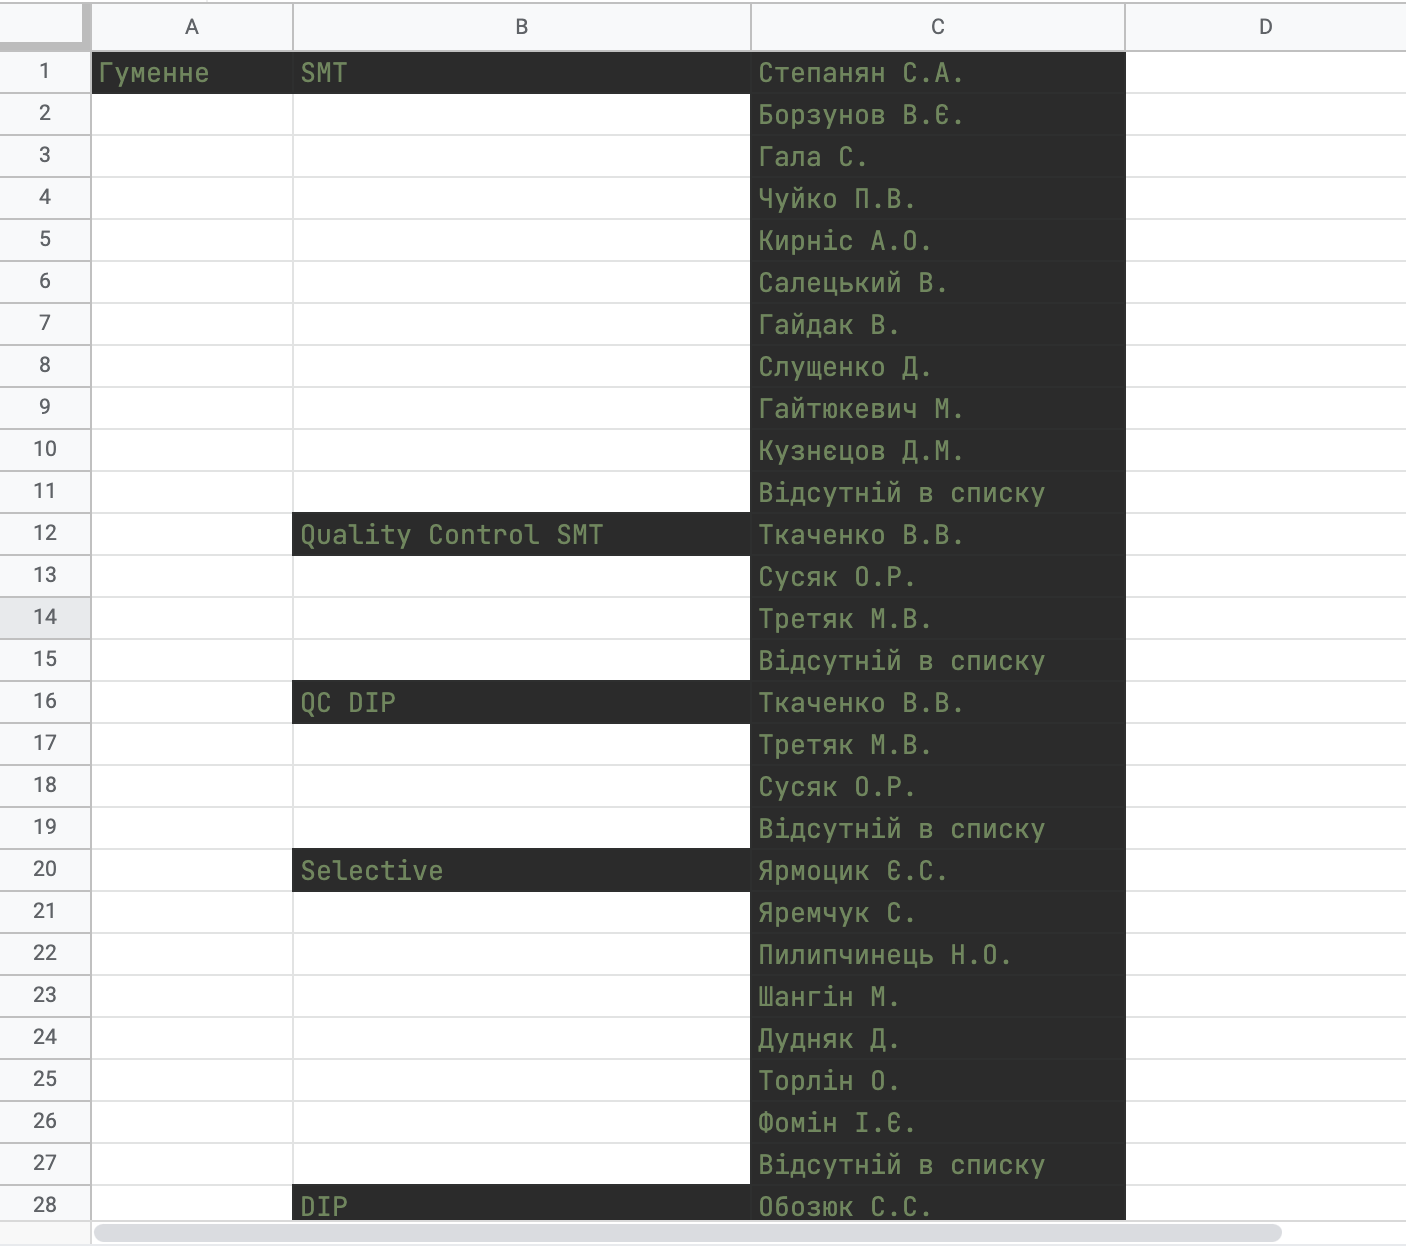 A B C D
1 Гуменне SMT Степанян С.А.
2 Борзунов В.Є.
3 Гала С.
4 Чуйко П.В.
5 Кирніс А.О.
6 Салецький В.
7 Гайдак В.
8 Слущенко Д.
9 Гайтюкевич М.
10 Кузнєцов Д.М.
11 Відсутній в списку
12 Quality Control SMT Ткаченко В.В.
13 Сусяк О.Р.
14 Третяк М.В.
15 Відсутній в списку
16 QC DIP Ткаченко В.В.
17 Третяк М.В.
18 Сусяк О.Р.
19 Відсутній в списку
20 Selective Ярмоцик Є.С.
21 Яремчук С.
22 Пилипчинець Н.О.
23 Шангін М.
24 Дудняк Д.
25 Торлін О.
26 Фомін І.Є.
27 Відсутній в списку
28 DIP Обозюк С.С.